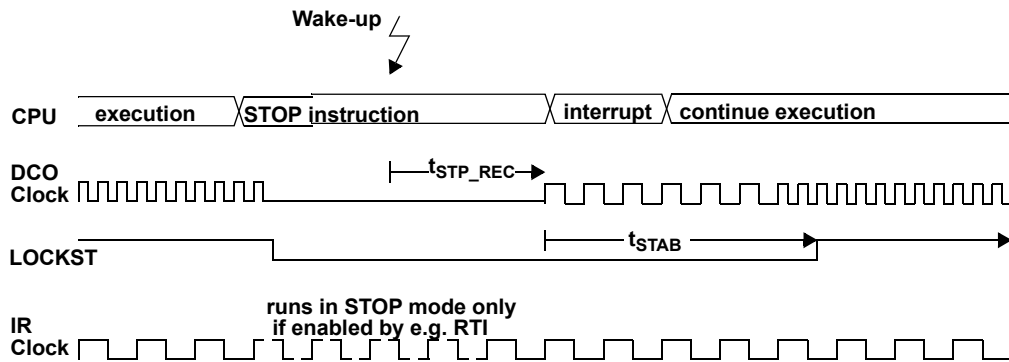 Wake-up
CPU
execution
STOP instruction
interrupt
continue execution
DCO
Clock
tSTP_REC
LOCKST
tSTAB
runs in STOP mode only
if enabled by e.g. RTI
IR
Clock